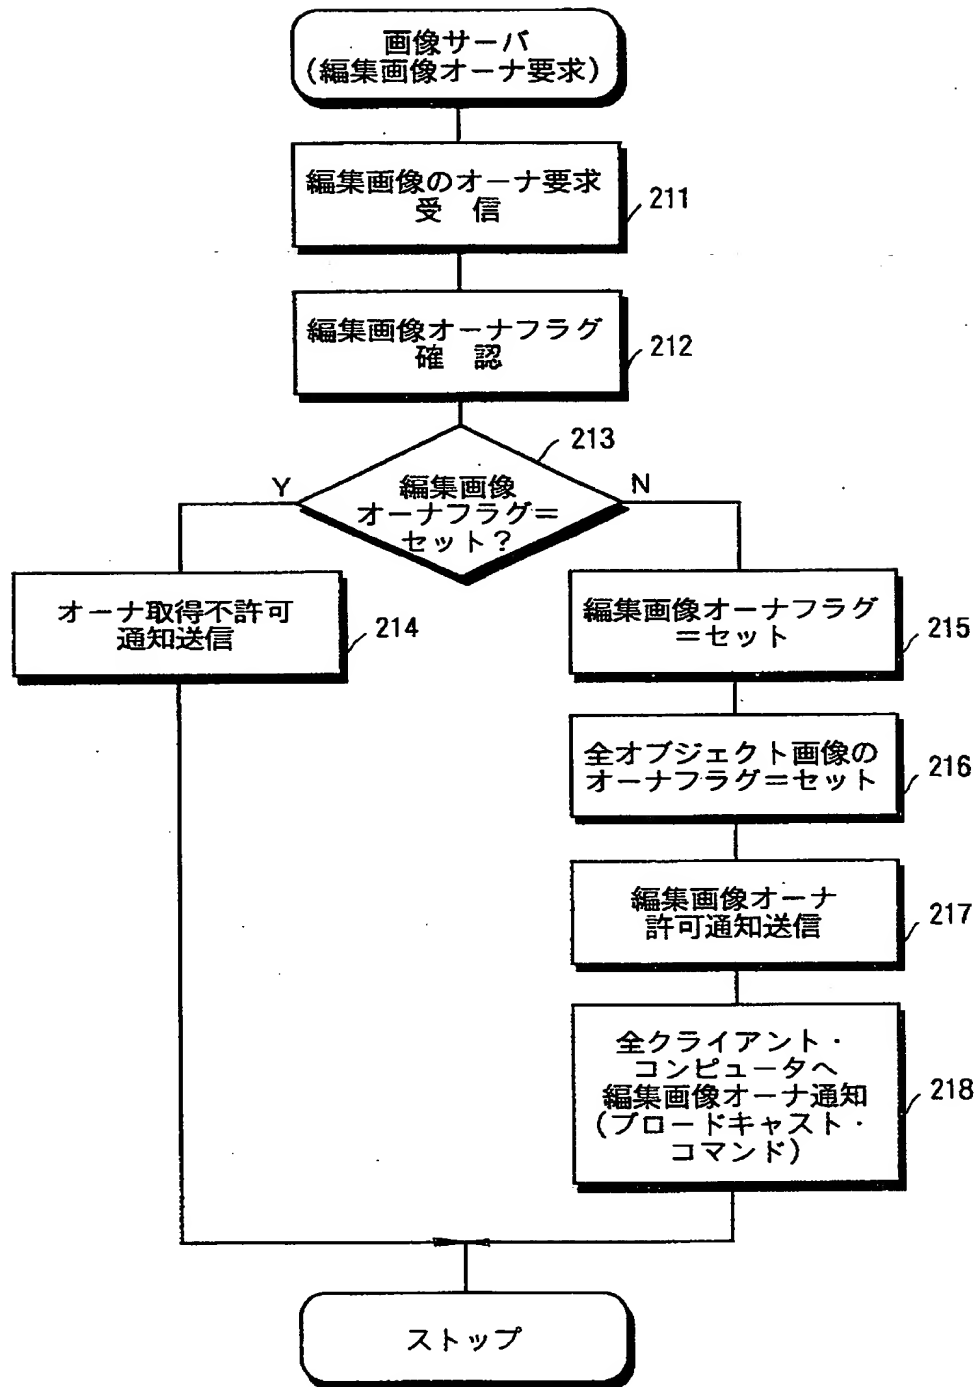 画像サーバ
(編集画像オーナ要求)
編集画像のオーナ要求
受 信
211
編集画像オーナフラグ
確 認
212
213
Y
N
編集画像
オーナフラグ=
セット?
オーナ取得不許可
通知送信
214
編集画像オーナフラグ
=セット
215
全オブジェクト画像の
オーナフラグ=セット
216
編集画像オーナ
許可通知送信
217
全クライアント・
コンピュータへ
編集画像オーナ通知
(ブロードキャスト・
コマンド)
218
ストップ